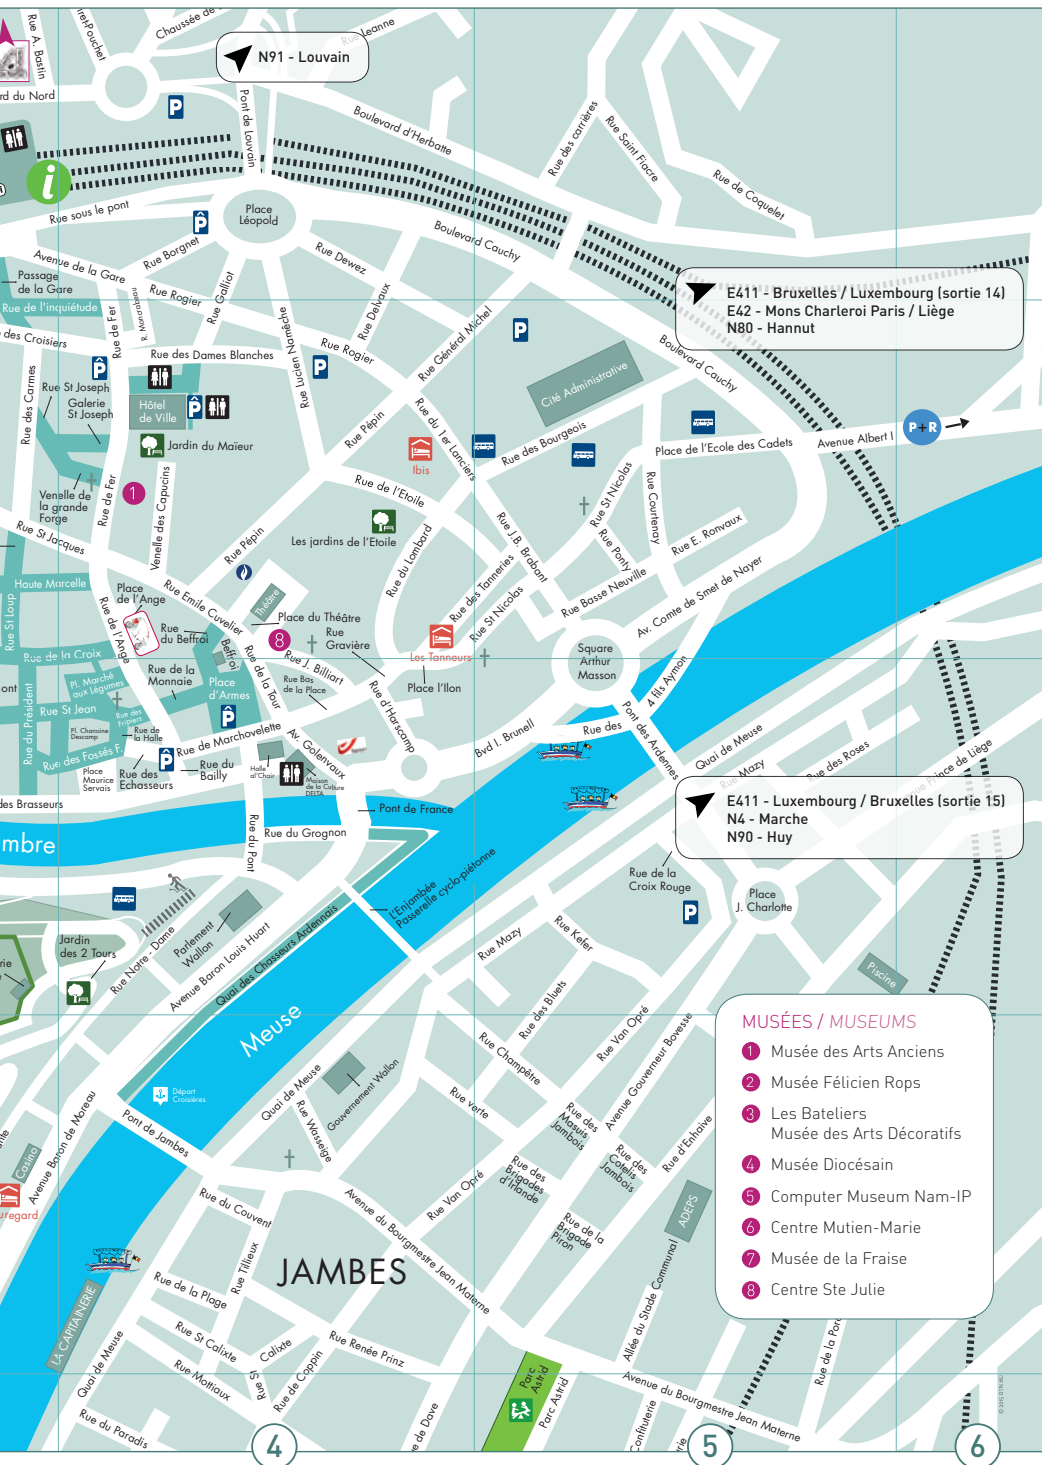 Rue A. Bastin
Chaussée de
Rue
Leanne
N91 - Louvain
rd du Nord
P
Pont de Louvain
Boulevard d'Herbatte
Rue des carrières
Rue Saint Fiacre
Rue de Coquelet
i
Rue sous le pont
Place
Léopold
P
Rue Borgnet
Rue Dewez
Boulevard Cauchy
Avenue de la Gare
Passage
de la Gare
Rue Rogier
Rue Galliot
Rue Delvaux
E411 - Bruxelles / Luxembourg (sortie 14)
E42 - Mons Charleroi Paris / Liège
N80 - Hannut
Rue de l'inquiétude
Rue de Fer
Rue Lucien Namêche
Rue Général Michel
P
des Croisiers
Rue des Dames Blanches
Rue Rogier
Boulevard Cauchy
P
P
Rue des Carmes
Rue St Joseph
Galerie
St Joseph
Hôtel
de Ville
P
Cité Administrative
Rue Pépin
Rue du 1er Lanciers
Jardin du Maïeur
Ibis
Rue des Bourgeois
Place de l'Ecole des Cadets
Avenue Albert I
P+R
Venelle de
la grande
Forge
Rue de Fer
1
Venelle des Capucins
Rue de l'Etoile
Rue St Nicolas
Rue Courtenay
Rue St Jacques
Rue Pépin
Les jardins de l'Etoile
Rue du Lombard
Rue J.B. Brabant
Rue Ponty
Rue E. Ronvaux
Haute Marcelle
Place
de l'Ange
Rue Emile Cuvelier
Théâtre
Rue des Tanneries
Rue St Nicolas
Rue Basse Neuville
Av. Comte de Smet de Nayer
Rue St Loup
Rue de l'Ange
Rue
du Beffroi
Beffroi
Place du Théâtre
8
Rue
Gravière
Rue J. Billiart
Les Tanneurs
Square
Arthur
Masson
Rue de la Croix
Rue de la
Monnaie
Pl. Marché
aux Légumes
Place
d'Armes
Rue de la Tour
Rue Bas
de la Place
Place l'Ilon
Rue d'Harscamp
Rue des
4 fils Aymon
ont
Rue du Président
Rue St Jean
Rue des
Fripiers
P
Pl. Chanoine
Descamp
Rue de
la Halle
Rue de Marchovelette
Av. Golenvaux
Bvd I. Brunell
Pont des Ardennes
Quai de Meuse
Rue des Fossés F.
P
Place
Maurice
Servais
Rue des
Echasseurs
Rue du
Bailly
Halle
al'Chair
Maison
de la Culture
DELTA
Rue Mazy
Rue des Roses
Rue Prince de Liège
des Brasseurs
Pont de France
E411 - Luxembourg / Bruxelles (sortie 15)
N4 - Marche
N90 - Huy
mbre
Rue du Pont
Rue du Grognon
L'Enjambée
Passerelle cyclo-piétonne
Rue de la
Croix Rouge
Place
J. Charlotte
P
Jardin
des 2 Tours
Rue Notre - Dame
Parlement
Wallon
Avenue Baron Louis Huart
Quai des Chasseurs Ardennais
Rue Mazy
Rue Kefer
rie
Piscine
Meuse
Rue des Bluets
Rue Van Opré
Avenue Gouverneur Bovesse
MUSÉES / MUSEUMS
1 Musée des Arts Anciens
2 Musée Félicien Rops
3 Les Bateliers
Musée des Arts Décoratifs
4 Musée Diocésain
5 Computer Museum Nam-IP
6 Centre Mutien-Marie
7 Musée de la Fraise
8 Centre Ste Julie
Départ
Croisières
Quai de Meuse
Gouvernement Wallon
Rue Champêtre
Rue Verte
Rue Wasseige
Rue des
Masuis
Jambois
Pont de Jambes
Avenue Baron de Moreau
Casino
uregard
Rue des
Cotelis
Jambois
Rue d'Enhaive
Rue Van Opré
Rue des
Brigades
d'Irlande
Rue du Couvent
Avenue du Bourgmestre Jean Materne
Rue de la
Brigade
Piron
ADEPS
Rue Tillieux
JAMBES
Rue de la Plage
Allée du Stade Communal
LA CAPITAINERIE
Quai de Meuse
Rue St Calixte
Calixte
Rue St
Rue Renée Prinz
Rue Mottiaux
Rue de Coppin
Rue du Paradis
e de Dave
Parc
Astrid
Parc Astrid
Avenue du Bourgmestre Jean Materne
Confiturerie
rie
4
5
6